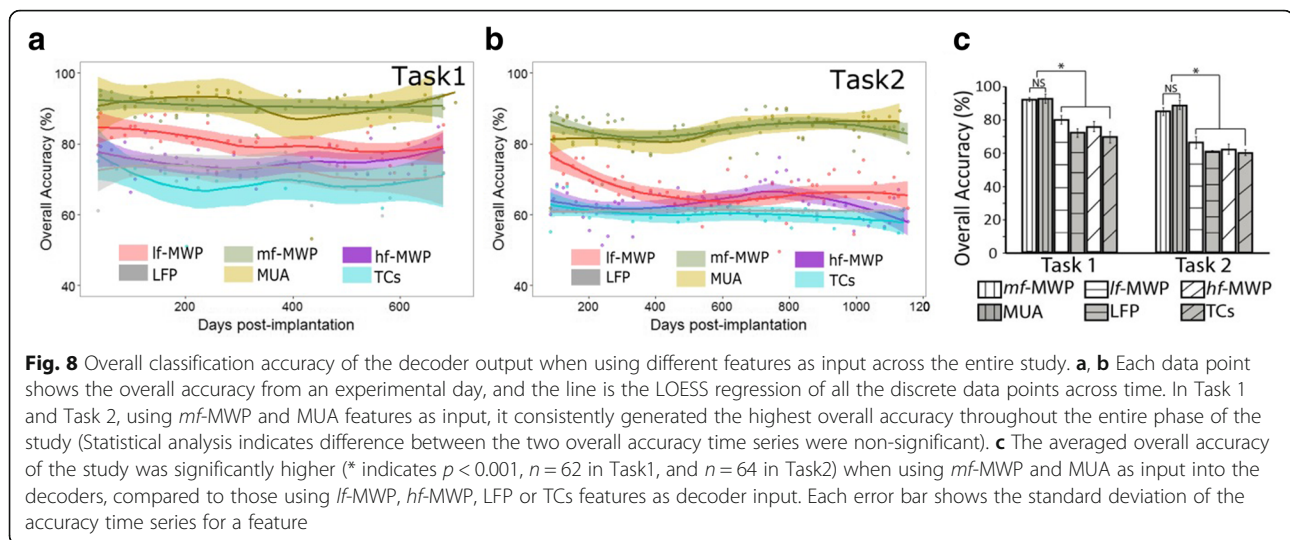 a
b
c
100
80
60
40
Overall Accuracy (%)
Task1
lf-MWP mf-MWP hf-MWP
LFP MUA TCs
200 400 600
Days post-implantation
100
80
60
40
Overall Accuracy (%)
Task2
lf-MWP mf-MWP hf-MWP
LFP MUA TCs
200 400 600 800 1000 120
Days post-implantation
* *
NS NS
100
80
60
40
20
0
Overall Accuracy (%)
Task 1 Task 2
mf-MWP lf-MWP hf-MWP
MUA LFP TCs
Fig. 8 Overall classification accuracy of the decoder output when using different features as input across the entire study. a, b Each data point
shows the overall accuracy from an experimental day, and the line is the LOESS regression of all the discrete data points across time. In Task 1
and Task 2, using mf-MWP and MUA features as input, it consistently generated the highest overall accuracy throughout the entire phase of the
study (Statistical analysis indicates difference between the two overall accuracy time series were non-significant). c The averaged overall accuracy
of the study was significantly higher (* indicates p < 0.001, n = 62 in Task1, and n = 64 in Task2) when using mf-MWP and MUA as input into the
decoders, compared to those using lf-MWP, hf-MWP, LFP or TCs features as decoder input. Each error bar shows the standard deviation of the
accuracy time series for a feature